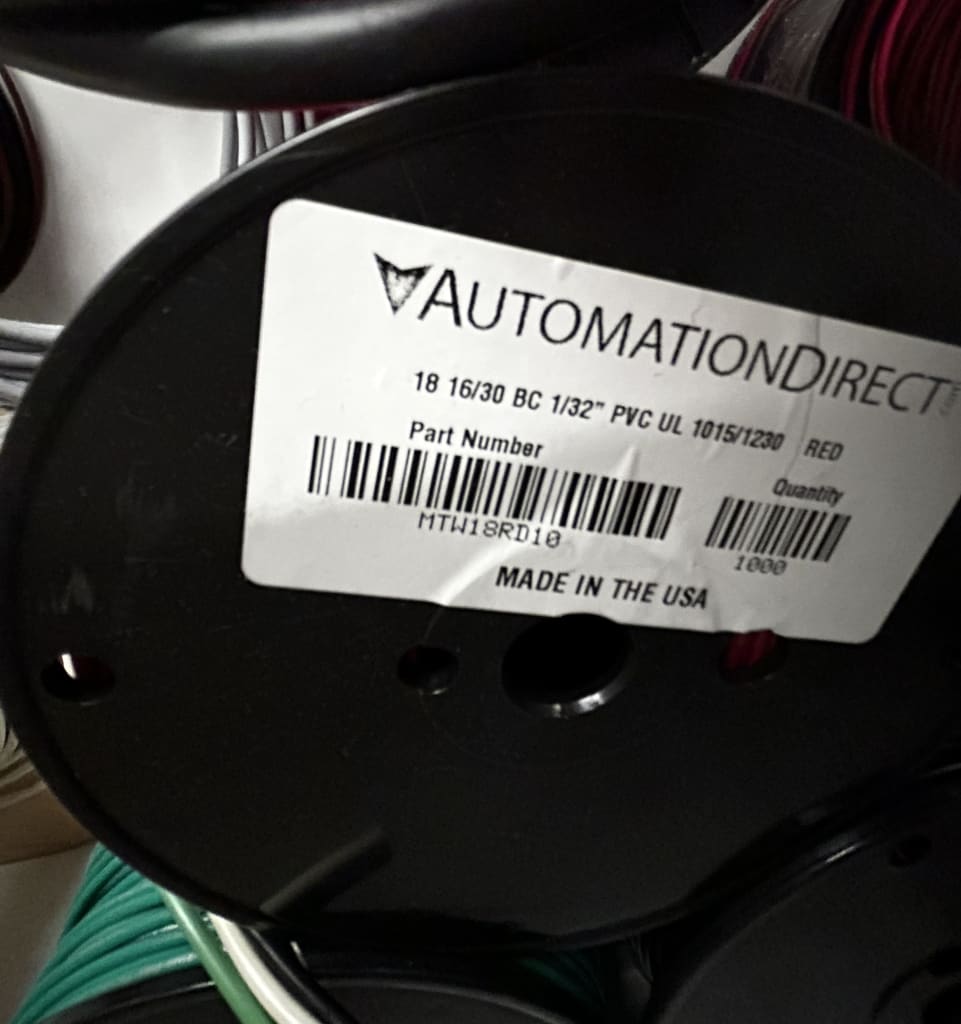 AUTOMATIONDIRECT
18 16/30 BC 1/32" PVC UL 1015/1230 RED
Part Number
Quantity
MTW18RD10
1000
MADE IN THE USA